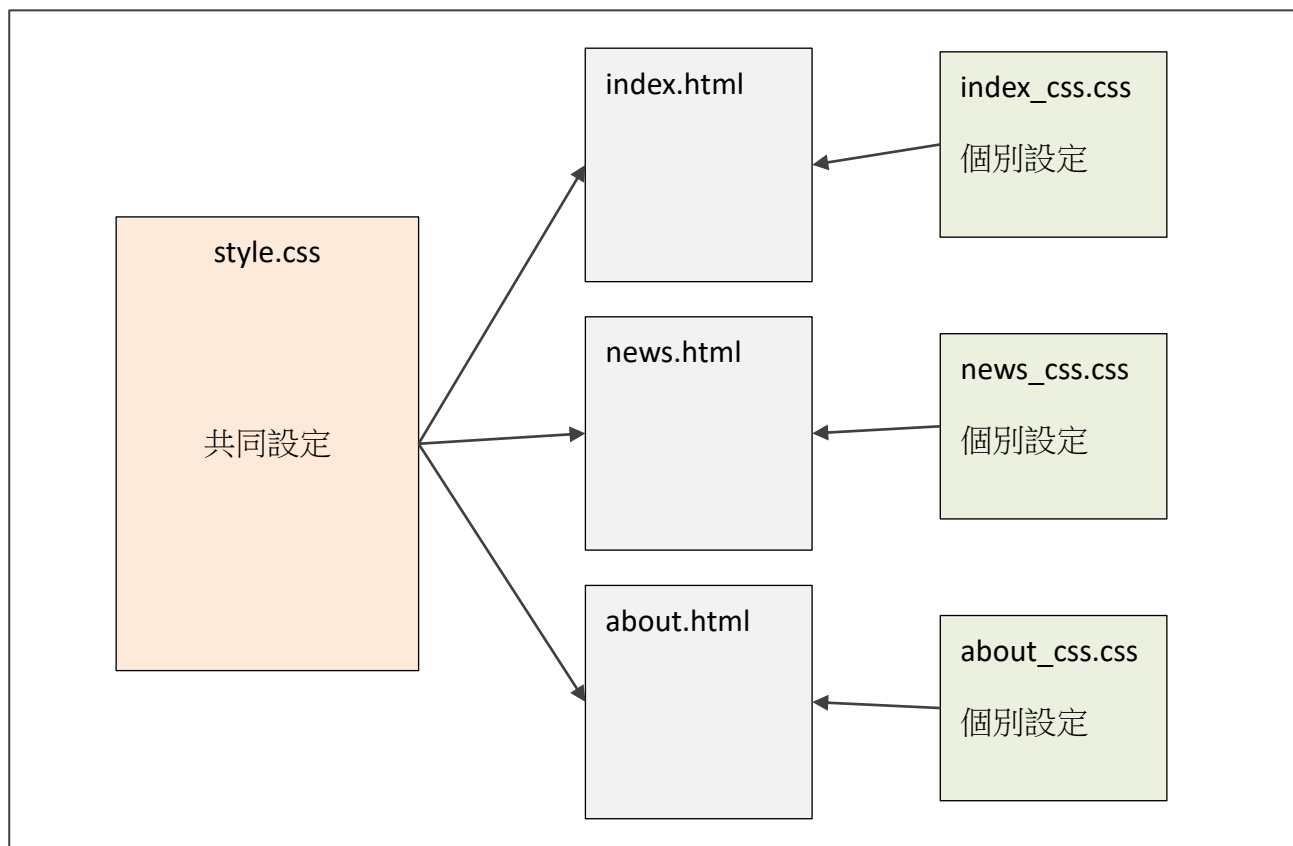 style.css
共同設定
index.html
news.html
about.html
index_css.css
個別設定
news_css.css
個別設定
about_css.css
個別設定